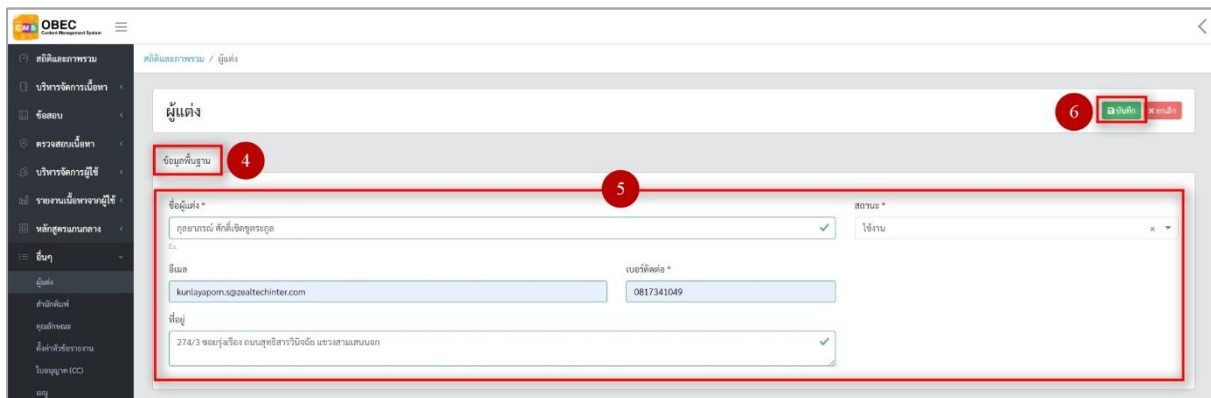 CMS OBEC
Content Management System
สถิติและภาพรวม
สถิติและภาพรวม / ผู้แต่ง
บริหารจัดการเนื้อหา
ข้อสอบ
ตรวจสอบเนื้อหา
บริหารจัดการผู้ใช้
รายงานเนื้อหาจากผู้ใช้
หลักสูตรแกนกลาง
อื่นๆ
ผู้แต่ง
สำนักพิมพ์
คุณลักษณะ
ตั้งค่าหัวข้อรายงาน
ใบอนุญาต (CC)
เมนู
ผู้แต่ง
6
บันทึก
ยกเลิก
ข้อมูลพื้นฐาน
4
5
ชื่อผู้แต่ง *
สถานะ *
กุลยาภรณ์ ศักดิ์เชิดชูตระกูล
ใช้งาน
Ex.
อีเมล
เบอร์ติดต่อ *
kunlayaporn.s@zealtechinter.com
0817341049
ที่อยู่
274/3 ซอยรุ่งเรือง ถนนสุทธิสารวินิจฉัย แขวงสามเสนนอก